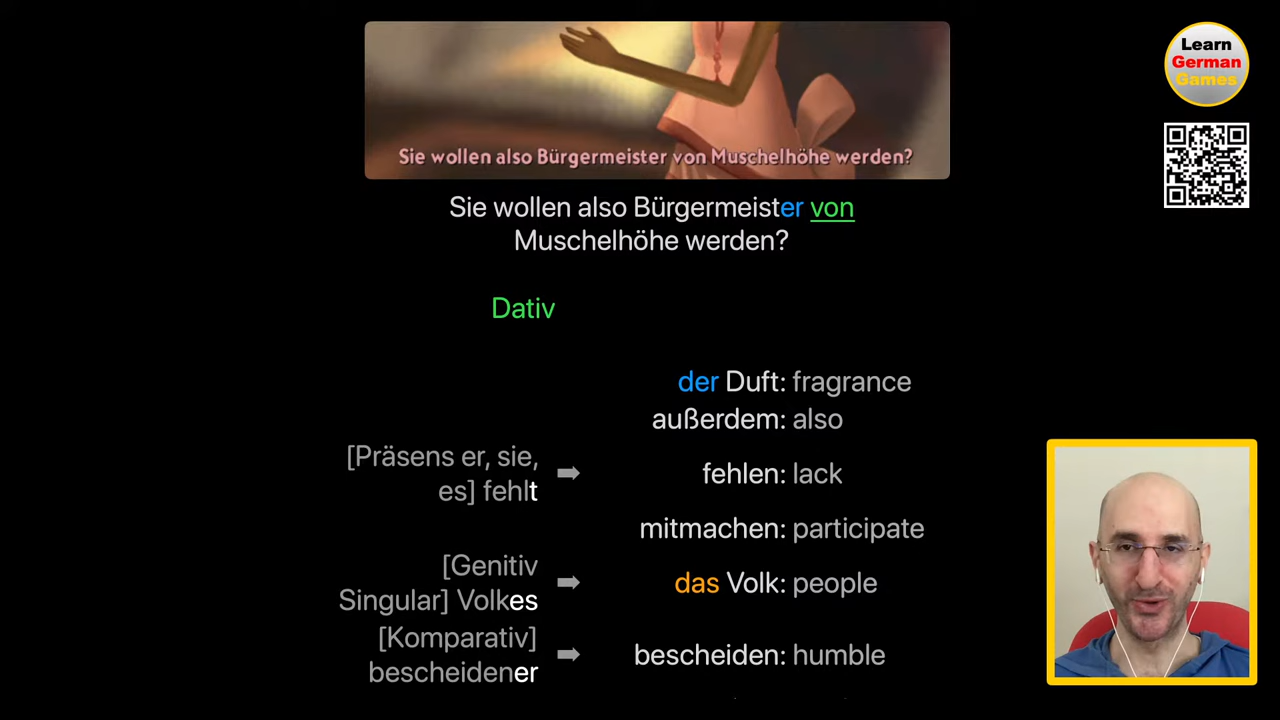 Sie wollen also Bürgermeister von Muschelhöhe werden?
Learn
German
Games
Sie wollen also Bürgermeister von
Muschelhöhe werden?
Dativ
der Duft: fragrance
außerdem: also
[Präsens er, sie,
es] fehlt ➡ fehlen: lack
mitmachen: participate
[Genitiv
Singular] Volkes ➡ das Volk: people
[Komparativ]
bescheidener ➡ bescheiden: humble